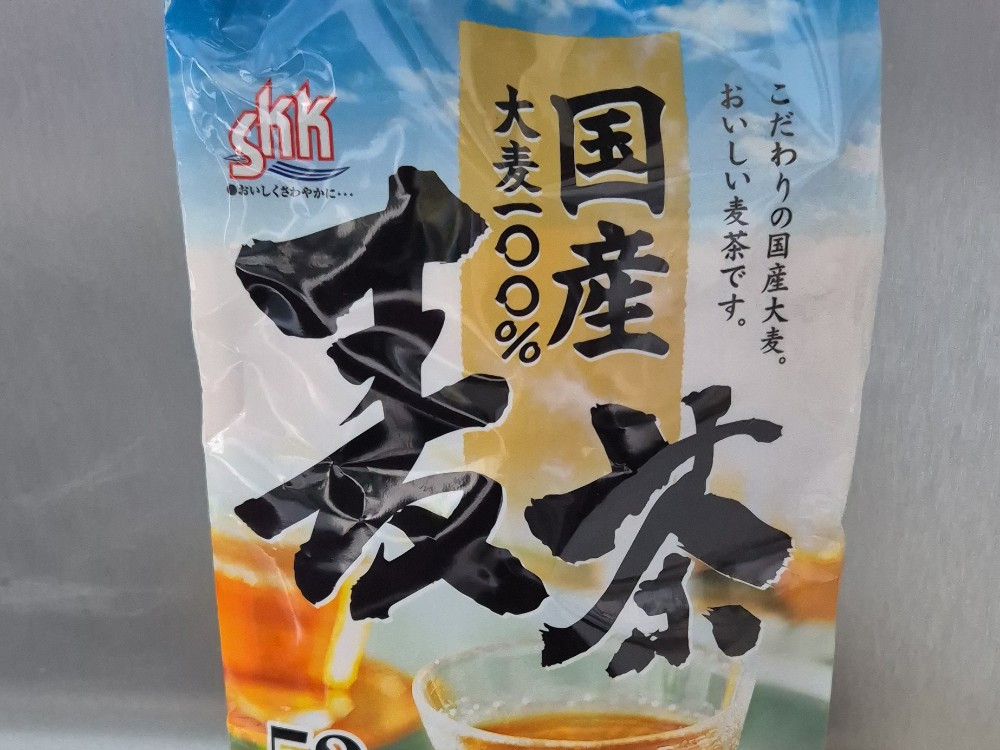 SKK
●おいしくさわやかに・・・
こだわりの国産大麦。
おいしい麦茶です。
国産
大麦一〇〇%
麦茶